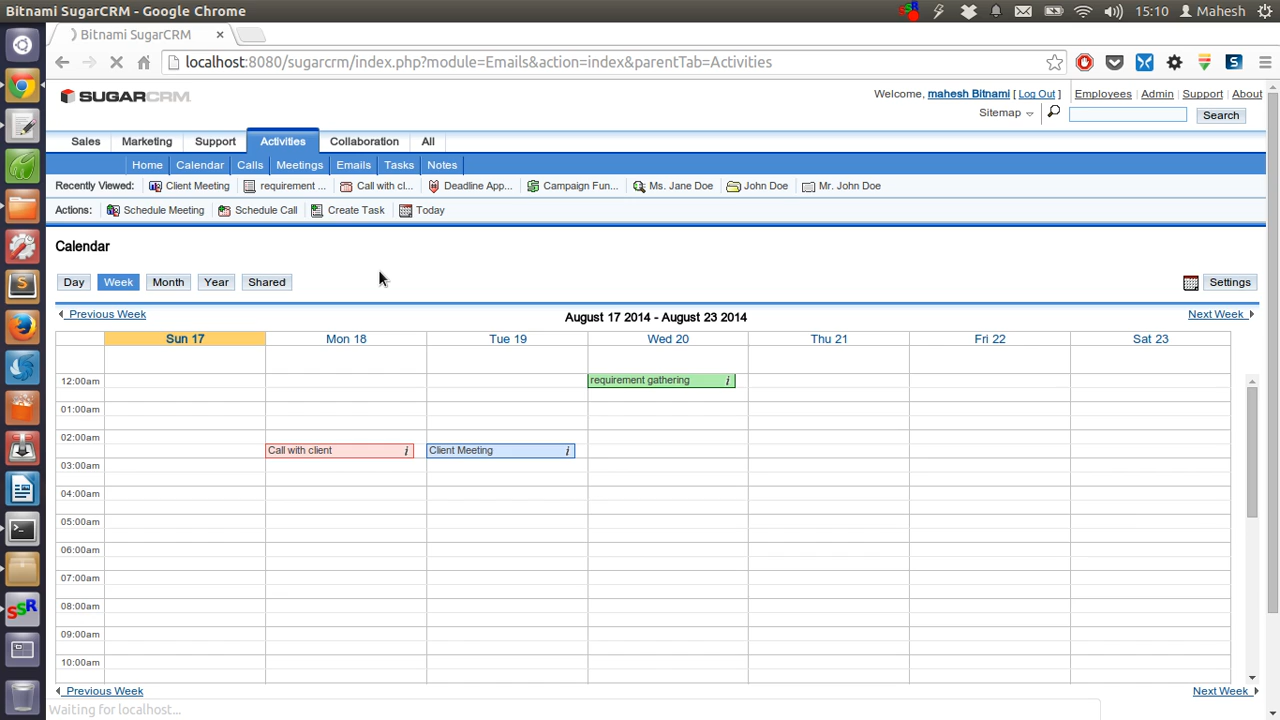 Bitnami SugarCRM - Google Chrome 15:10 Mahesh
Bitnami SugarCRM ×
localhost:8080/sugarcrm/index.php?module=Emails&action=index&parentTab=Activities
SUGARCRM Welcome, mahesh Bitnami [ Log Out ] Employees Admin Support About
Sitemap Search
Sales Marketing Support Activities Collaboration All
Home Calendar Calls Meetings Emails Tasks Notes
Recently Viewed: Client Meeting requirement ... Call with cl... Deadline App... Campaign Fun... Ms. Jane Doe John Doe Mr. John Doe
Actions: Schedule Meeting Schedule Call Create Task Today
Calendar
Day Week Month Year Shared Settings
Previous Week August 17 2014 - August 23 2014 Next Week
Sun 17 Mon 18 Tue 19 Wed 20 Thu 21 Fri 22 Sat 23
12:00am requirement gathering i
01:00am
02:00am
Call with client i Client Meeting i
03:00am
04:00am
05:00am
06:00am
07:00am
08:00am
09:00am
10:00am
Previous Week Next Week
Waiting for localhost...